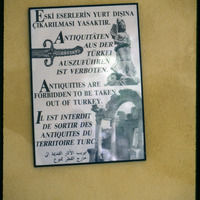 ESKİ ESERLERİN YURT DIŞINA
ÇIKARILMASI YASAKTIR.
ANTIQUITÄTEN
AUS DER
TÜRKEI
AUSZUFÜHREN
IST VERBOTEN.
ANTIQUITIES ARE
FORBIDDEN TO BE TAKEN
OUT OF TURKEY.
IL EST INTERDIT
DE SORTIR DES
ANTIQUITES DU
TERRITOIRE TURC.